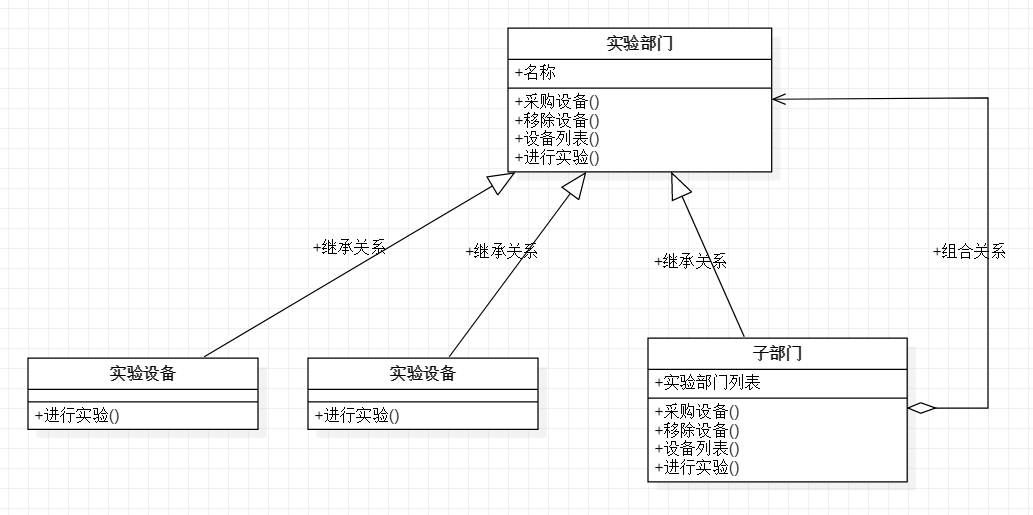 实验部门
+名称
+采购设备()
+移除设备()
+设备列表()
+进行实验()
+继承关系
+继承关系
+继承关系
+组合关系
实验设备
+进行实验()
实验设备
+进行实验()
子部门
+实验部门列表
+采购设备()
+移除设备()
+设备列表()
+进行实验()